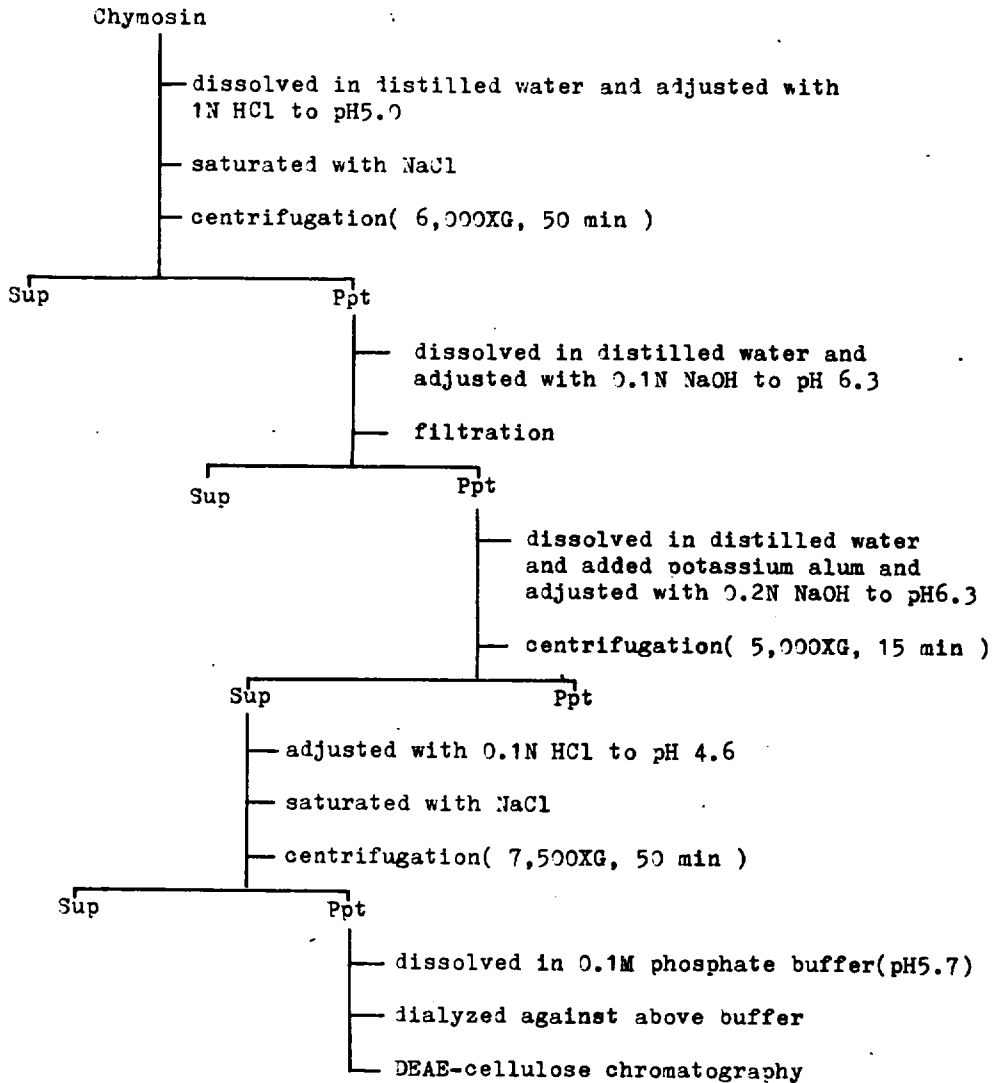 Chymosin
dissolved in distilled water and adjusted with
1N HCl to pH5.0
saturated with NaCl
centrifugation( 6,000XG, 50 min )
Sup Ppt
dissolved in distilled water and
adjusted with 0.1N NaOH to pH 6.3
filtration
Sup Ppt
dissolved in distilled water
and added potassium alum and
adjusted with 0.2N NaOH to pH6.3
centrifugation( 5,000XG, 15 min )
Sup Ppt
adjusted with 0.1N HCl to pH 4.6
saturated with NaCl
centrifugation( 7,500XG, 50 min )
Sup Ppt
dissolved in 0.1M phosphate buffer(pH5.7)
dialyzed against above buffer
DEAE-cellulose chromatography